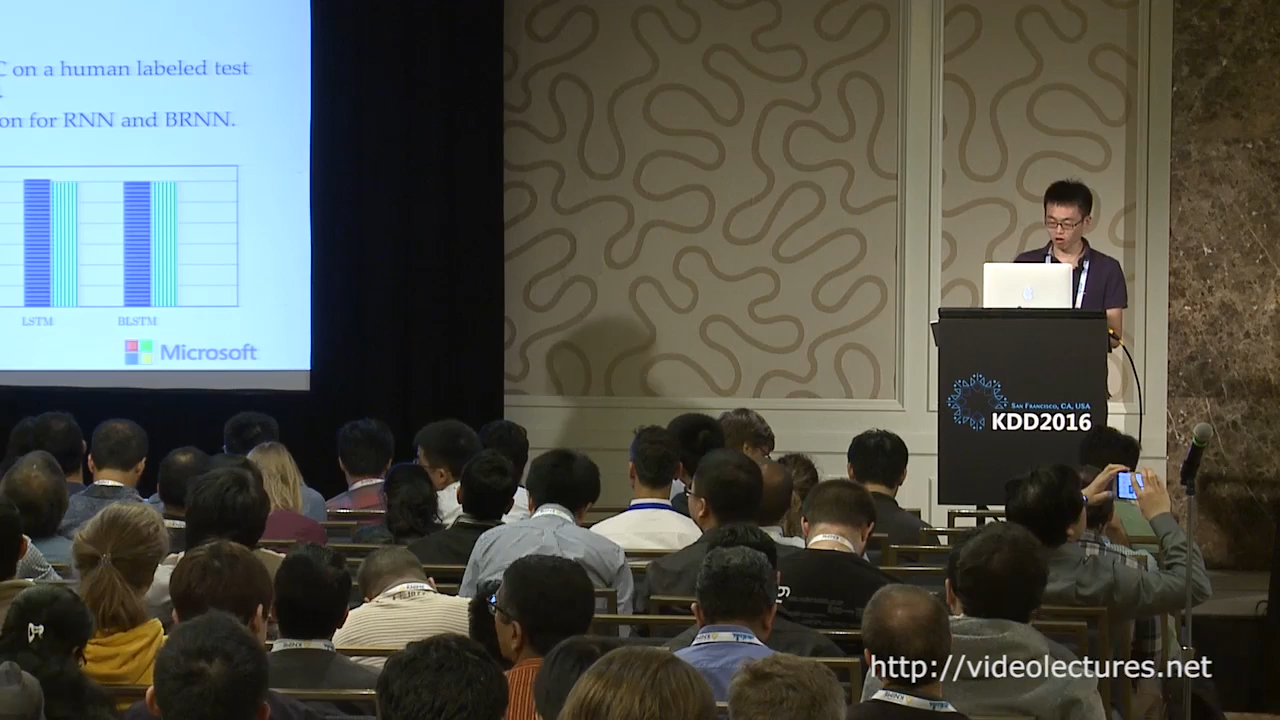 C on a human labeled test
on for RNN and BRNN.
LSTM
BLSTM
Microsoft
SAN FRANCISCO, CA, USA
KDD2016
http://videolectures.net